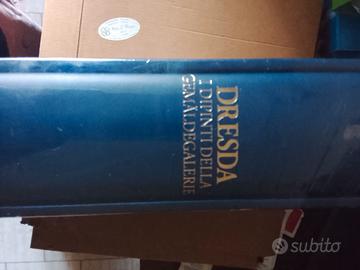 DRESDA
I DIPINTI DELLA
GEMÄLDEGALERIE
subito